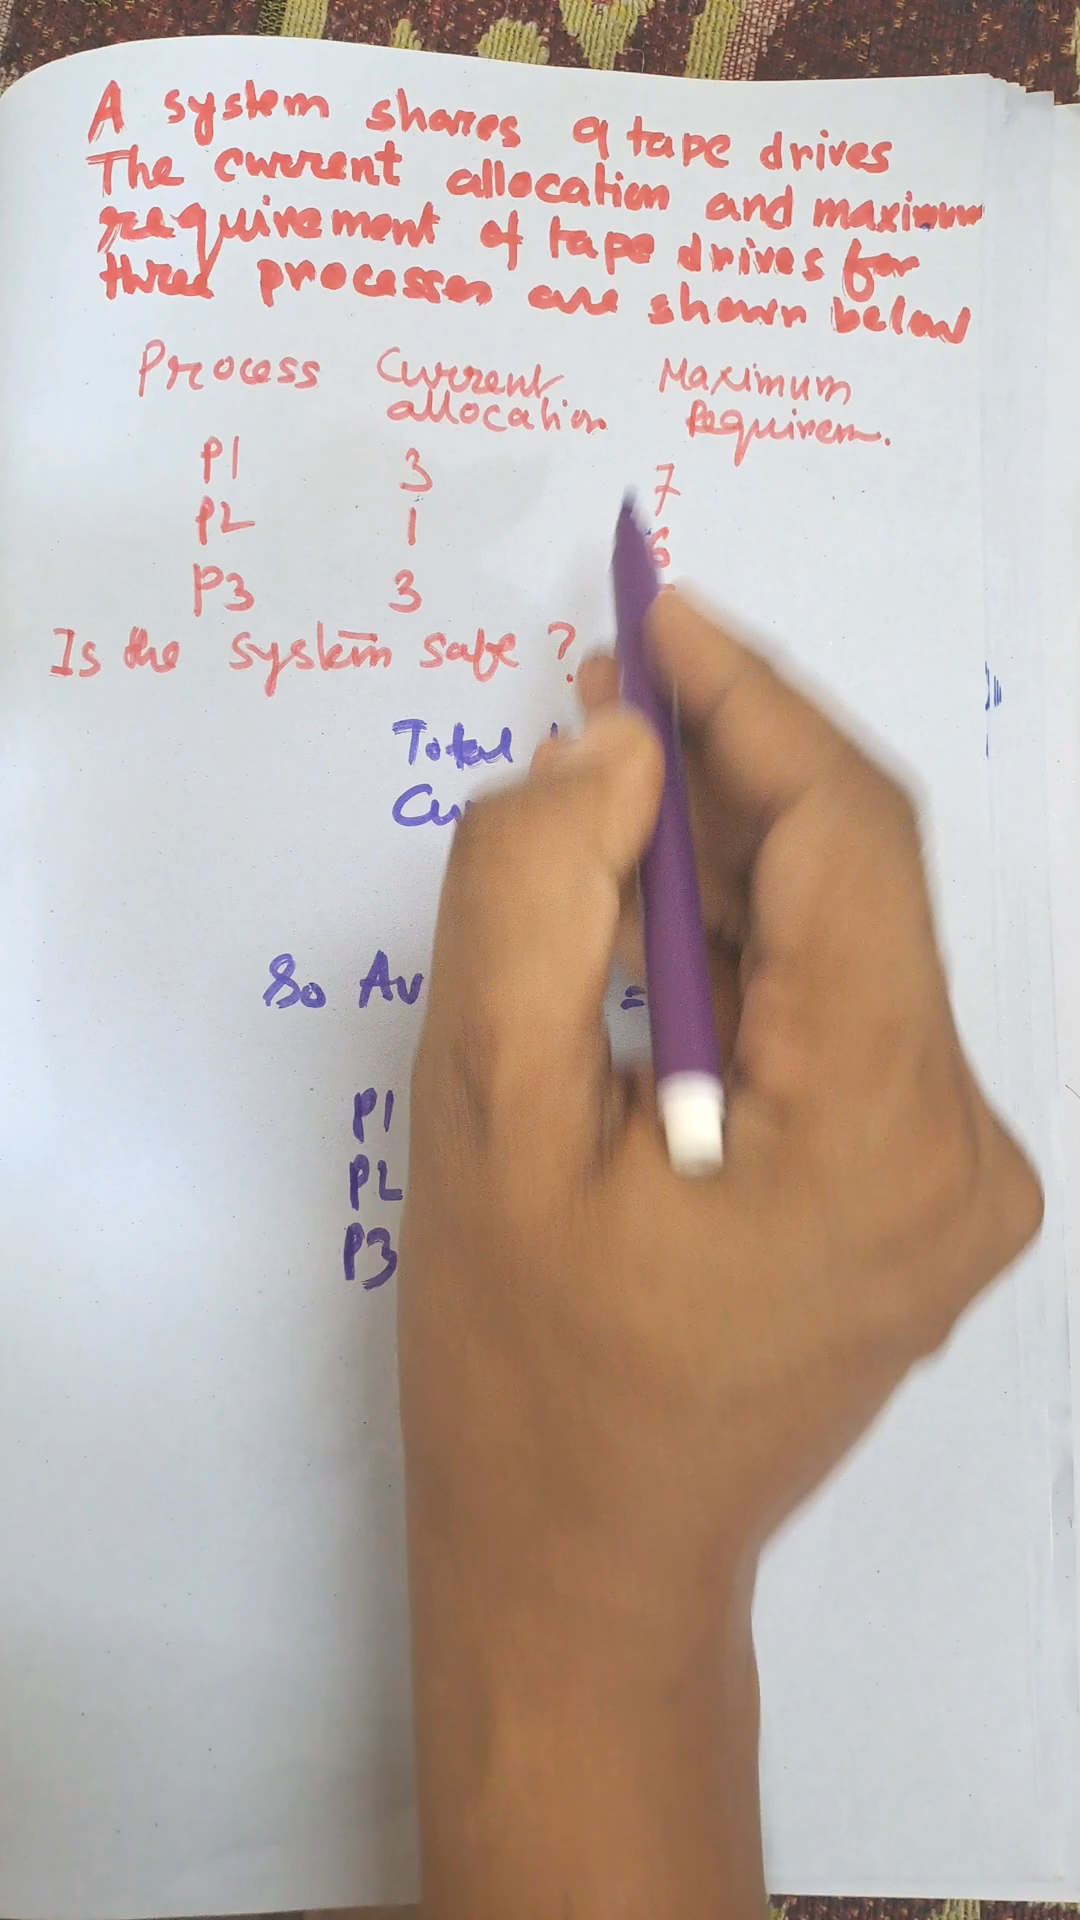 A system shares 9 tape drives
The current allocation and maximum
requirement of tape drives for
three processes are shown below
Process Current allocation Maximum Requirem.
P1 3 7
P2 1 6
P3 3
Is the system safe ?
Total
So Av =
P1
P2
P3